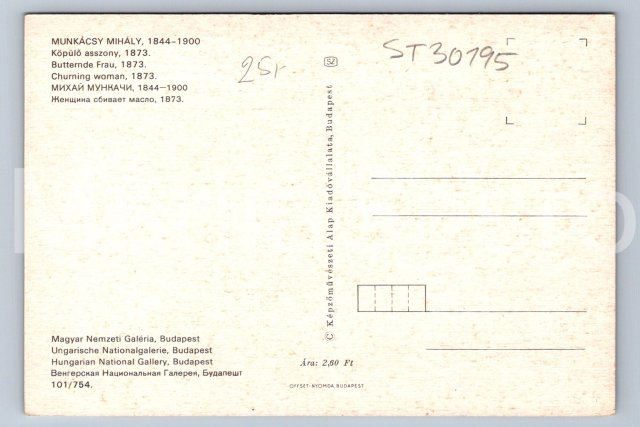 MUNKÁCSY MIHÁLY, 1844–1900
Köpülő asszony, 1873.
Butternde Frau, 1873.
Churning woman, 1873.
МИХАЙ МУНКАЧИ, 1844—1900
Женщина сбивает масло, 1873.
ST30195
© Képzőművészeti Alap Kiadóvállalata, Budapest
Magyar Nemzeti Galéria, Budapest
Ungarische Nationalgalerie, Budapest
Hungarian National Gallery, Budapest
Венгерская Национальная Галерея, Будапешт
101/754.
Ára: 2,60 Ft
OFFSET-NYOMDA BUDAPEST